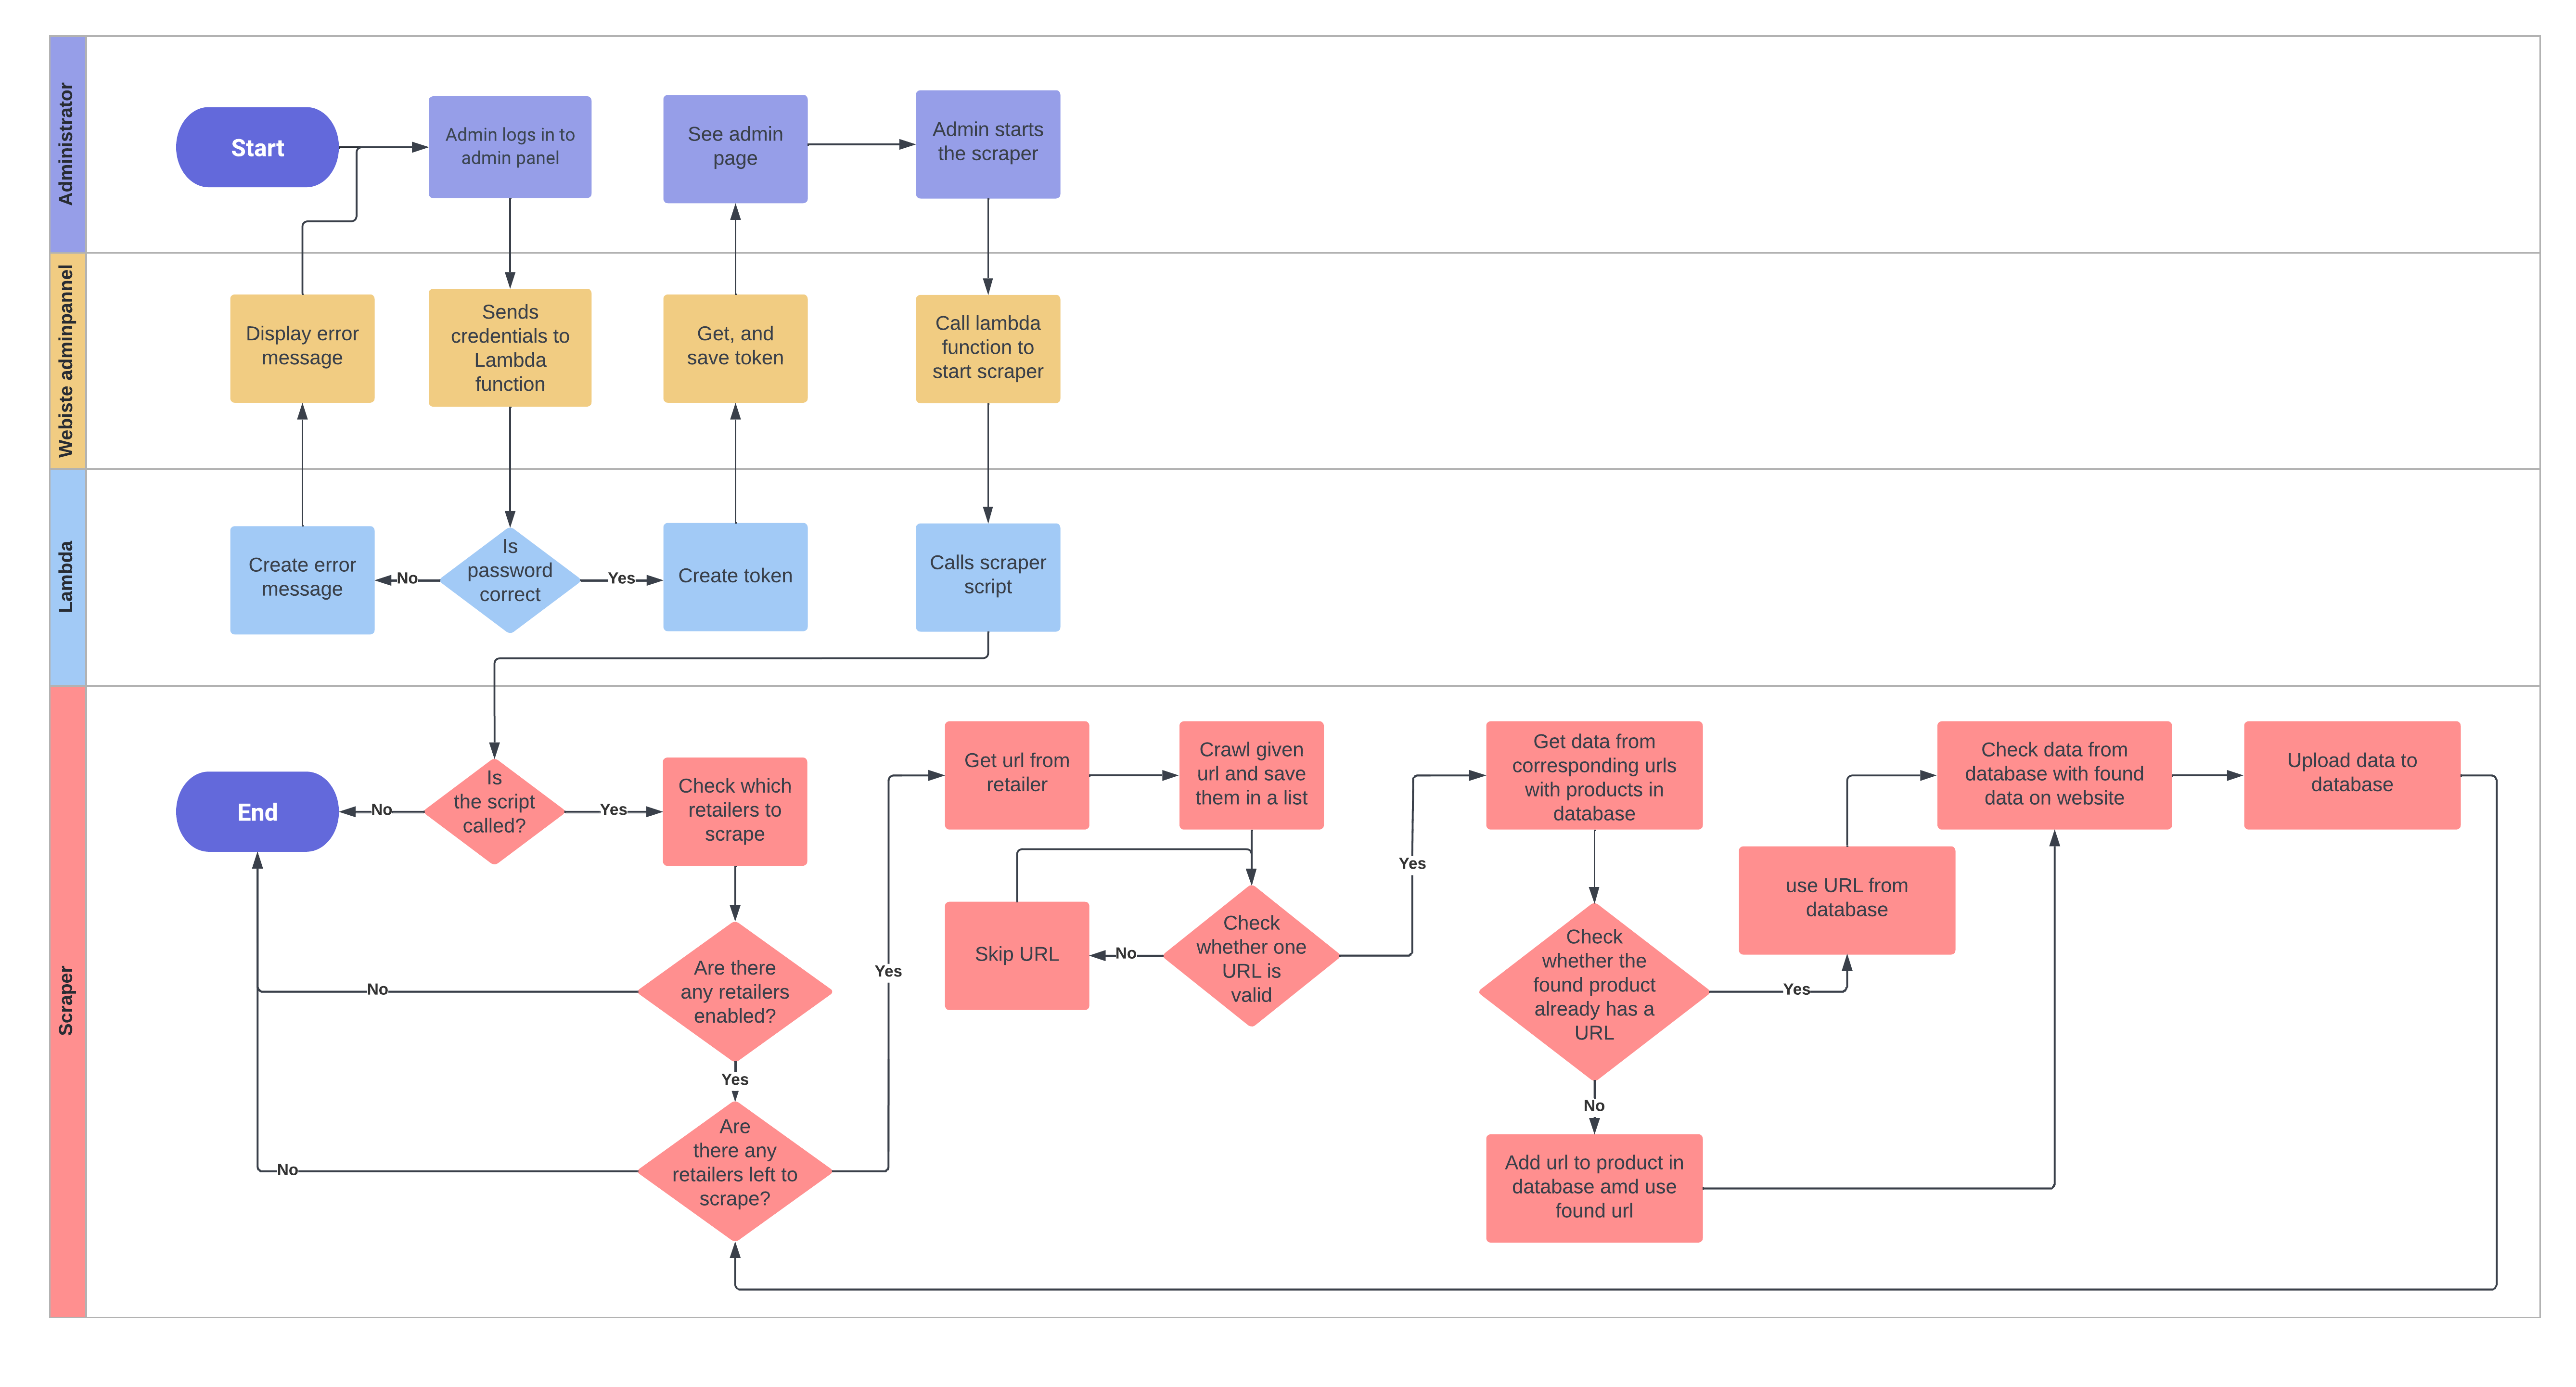 Administrator
Start
Admin logs in to
admin panel
See admin
page
Admin starts
the scraper
Webiste adminpannel
Display error
message
Sends
credentials to
Lambda
function
Get, and
save token
Call lambda
function to
start scraper
Lambda
Create error
message
No
Is
password
correct
Yes
Create token
Calls scraper
script
Scraper
End
No
Is
the script
called?
Yes
Check which
retailers to
scrape
Are there
any retailers
enabled?
No
Yes
Are
there any
retailers left to
scrape?
No
Yes
Get url from
retailer
Crawl given
url and save
them in a list
Skip URL
No
Check
whether one
URL is
valid
Yes
Get data from
corresponding urls
with products in
database
Check
whether the
found product
already has a
URL
Yes
use URL from
database
No
Add url to product in
database amd use
found url
Check data from
database with found
data on website
Upload data to
database